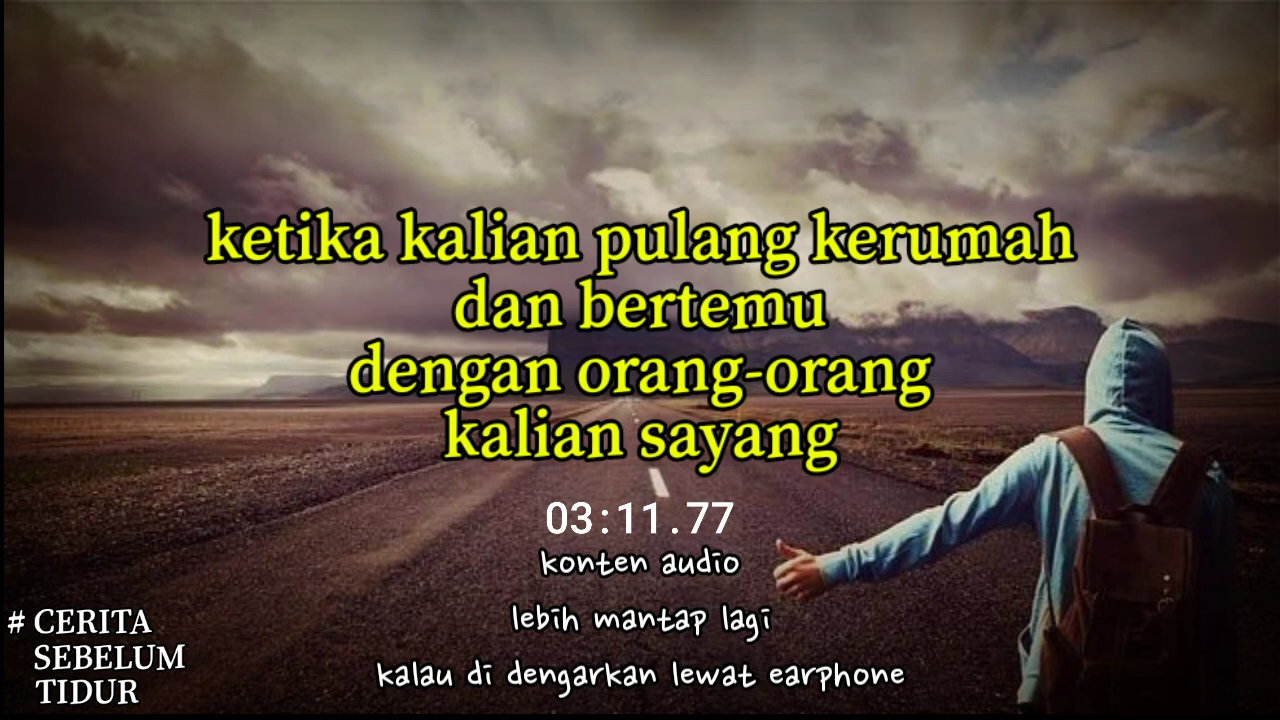 ketika kalian pulang kerumah
dan bertemu
dengan orang-orang
kalian sayang
03:11.77
konten audio
lebih mantap lagi
kalau di dengarkan lewat earphone
# CERITA
SEBELUM
TIDUR